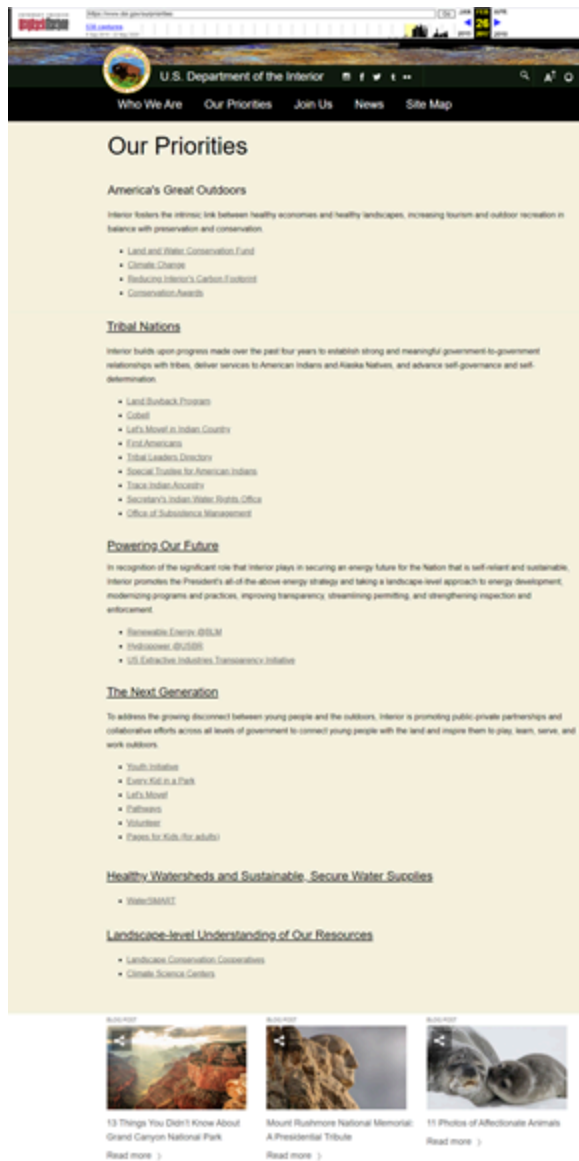 https://www.doi.gov/ourpriorities
Go
JAN FEB APR
26
U.S. Department of the Interior
Who We Are Our Priorities Join Us News Site Map
Our Priorities
America's Great Outdoors
Interior fosters the intrinsic link between healthy economies and healthy landscapes, increasing tourism and outdoor recreation in
balance with preservation and conservation.
Land and Water Conservation Fund
Climate Change
Reducing Interior's Carbon Footprint
Conservation Awards
Tribal Nations
Interior builds upon progress made over the past four years to establish strong and meaningful government-to-government
relationships with tribes, deliver services to American Indians and Alaska Natives, and advance self-governance and self-
determination.
Land Buyback Program
Cobell
Let's Move! in Indian Country
First Americans
Tribal Leaders Directory
Special Trustee for American Indians
Trace Indian Ancestry
Secretary's Indian Water Rights Office
Office of Subsistence Management
Powering Our Future
In recognition of the significant role that Interior plays in securing an energy future for the Nation that is self-reliant and sustainable,
Interior promotes the President's all-of-the-above energy strategy and taking a landscape-level approach to energy development,
modernizing programs and practices, improving transparency, streamlining permitting, and strengthening inspection and
enforcement.
Renewable Energy @BLM
Hydropower @USBR
US Extractive Industries Transparency Initiative
The Next Generation
To address the growing disconnect between young people and the outdoors, Interior is promoting public-private partnerships and
collaborative efforts across all levels of government to connect young people with the land and inspire them to play, learn, serve, and
work outdoors.
Youth Initiative
Every Kid in a Park
Let's Move!
Pathways
Volunteer
Pages for Kids (for adults)
Healthy Watersheds and Sustainable, Secure Water Supplies
WaterSMART
Landscape-level Understanding of Our Resources
Landscape Conservation Cooperatives
Climate Science Centers
BLOG POST BLOG POST BLOG POST
13 Things You Didn't Know About
Grand Canyon National Park
Read more
Mount Rushmore National Memorial:
A Presidential Tribute
Read more
11 Photos of Affectionate Animals
Read more